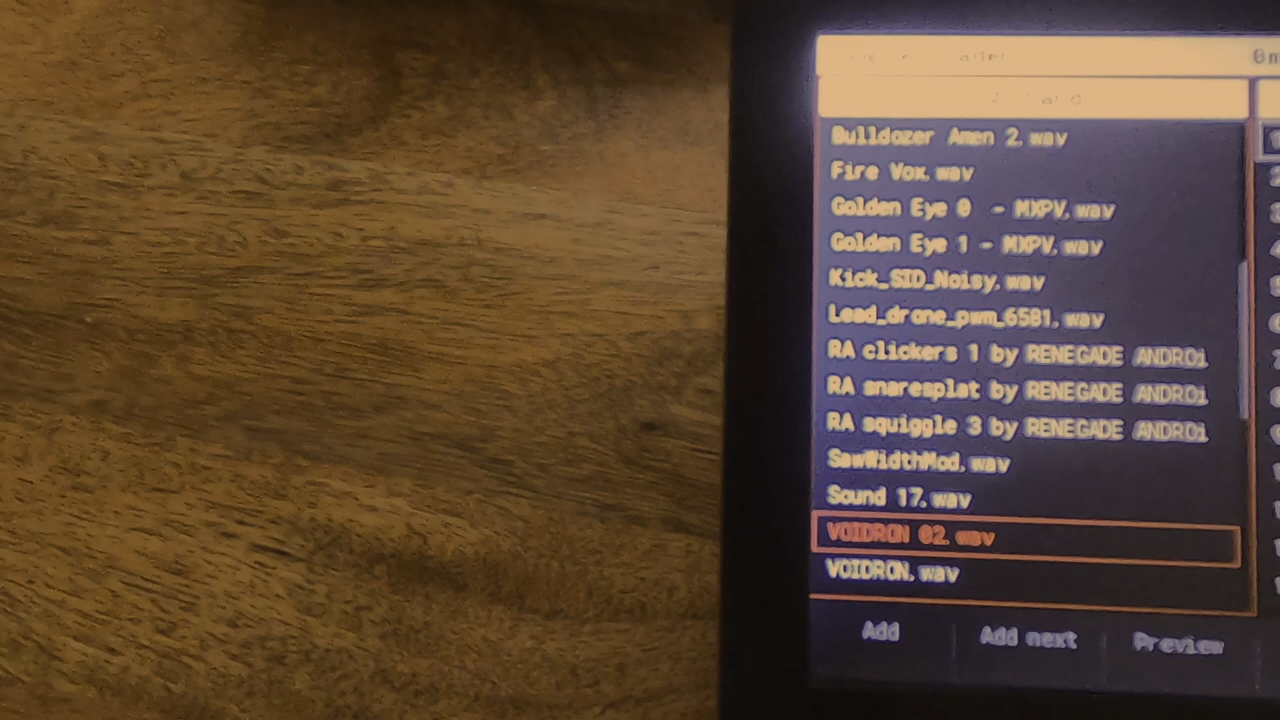 Bulldozer Amen 2.wav
Fire Vox.wav
Golden Eye 0 - MXPV.wav
Golden Eye 1 - MXPV.wav
Kick_SID_Noisy.wav
Lead_drone_pwm_6581.wav
RA clickers 1 by RENEGADE ANDROi
RA snaresplat by RENEGADE ANDROi
RA squiggle 3 by RENEGADE ANDROi
SawWidthMod.wav
Sound 17.wav
VOIDRON 02.wav
VOIDRON.wav
Add Add next Preview